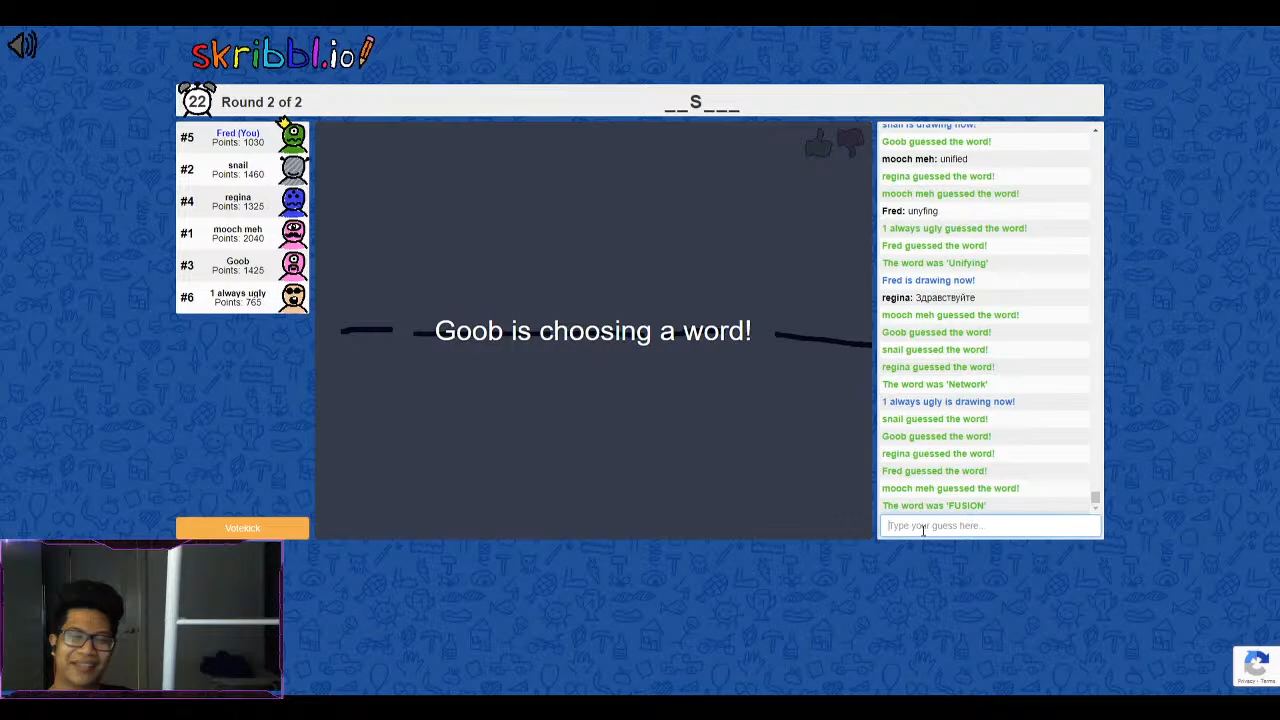 skribbl.io
22
Round 2 of 2
__S___
#5
Fred (You)
Points: 1030
#2
snail
Points: 1460
#4
regina
Points: 1325
#1
mooch meh
Points: 2040
#3
Goob
Points: 1425
#6
1 always ugly
Points: 765
Votekick
Goob is choosing a word!
snail is drawing now!
Goob guessed the word!
mooch meh: unified
regina guessed the word!
mooch meh guessed the word!
Fred: unyfing
1 always ugly guessed the word!
Fred guessed the word!
The word was 'Unifying'
Fred is drawing now!
regina: Здравствуйте
mooch meh guessed the word!
Goob guessed the word!
snail guessed the word!
regina guessed the word!
The word was 'Network'
1 always ugly is drawing now!
snail guessed the word!
Goob guessed the word!
regina guessed the word!
Fred guessed the word!
mooch meh guessed the word!
The word was 'FUSION'
Type your guess here...
Privacy - Terms